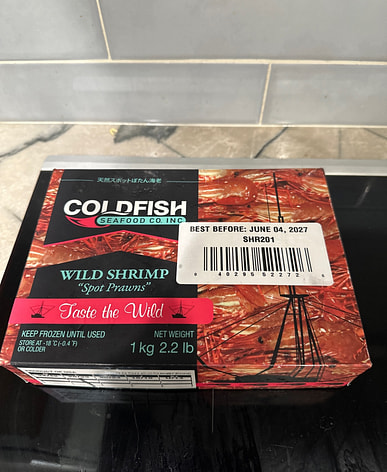 天然スポットぼたん海老
COLDFISH
SEAFOOD CO. INC
BEST BEFORE: JUNE 04, 2027
SHR201
WILD SHRIMP
"Spot Prawns"
Taste the Wild
KEEP FROZEN UNTIL USED
STORE AT -18 °C (-0.4 °F)
OR COLDER
NET WEIGHT
1 kg 2.2 lb